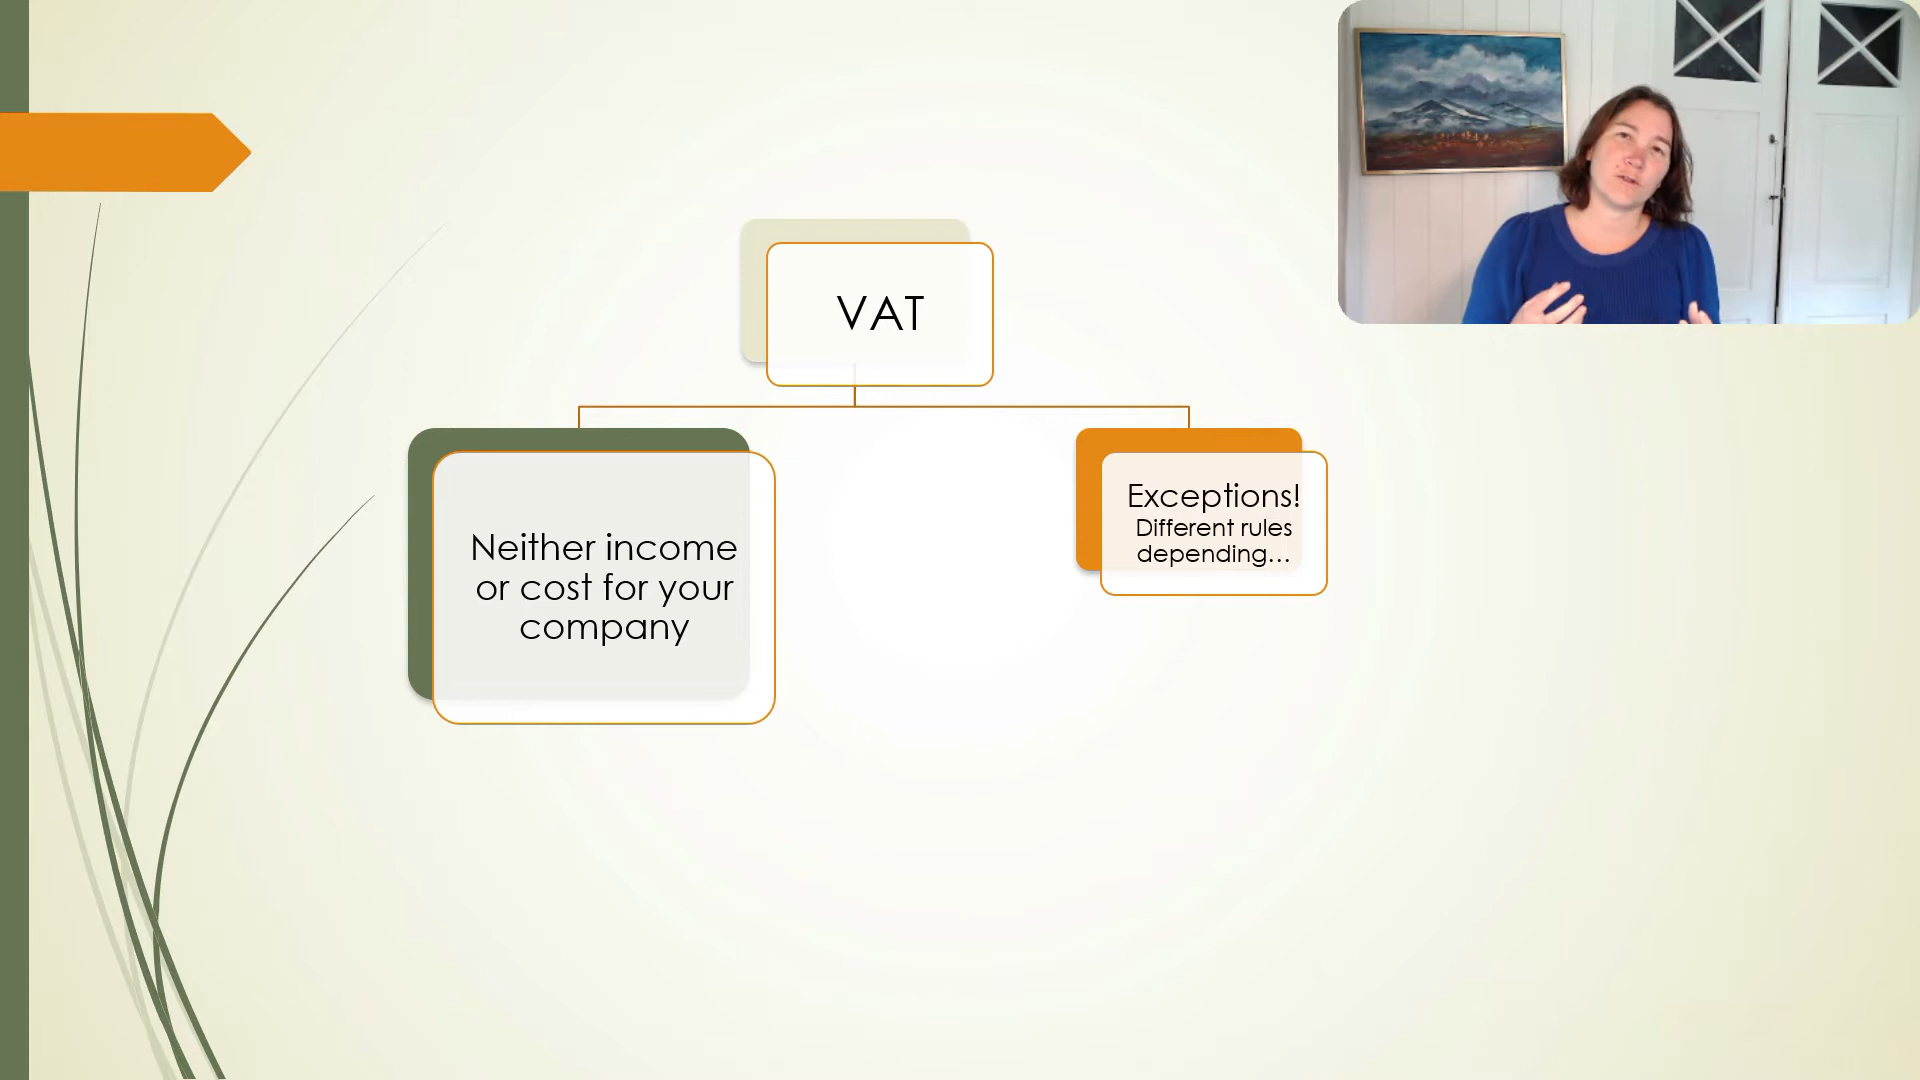 VAT
Neither income
or cost for your
company
Exceptions!
Different rules
depending...